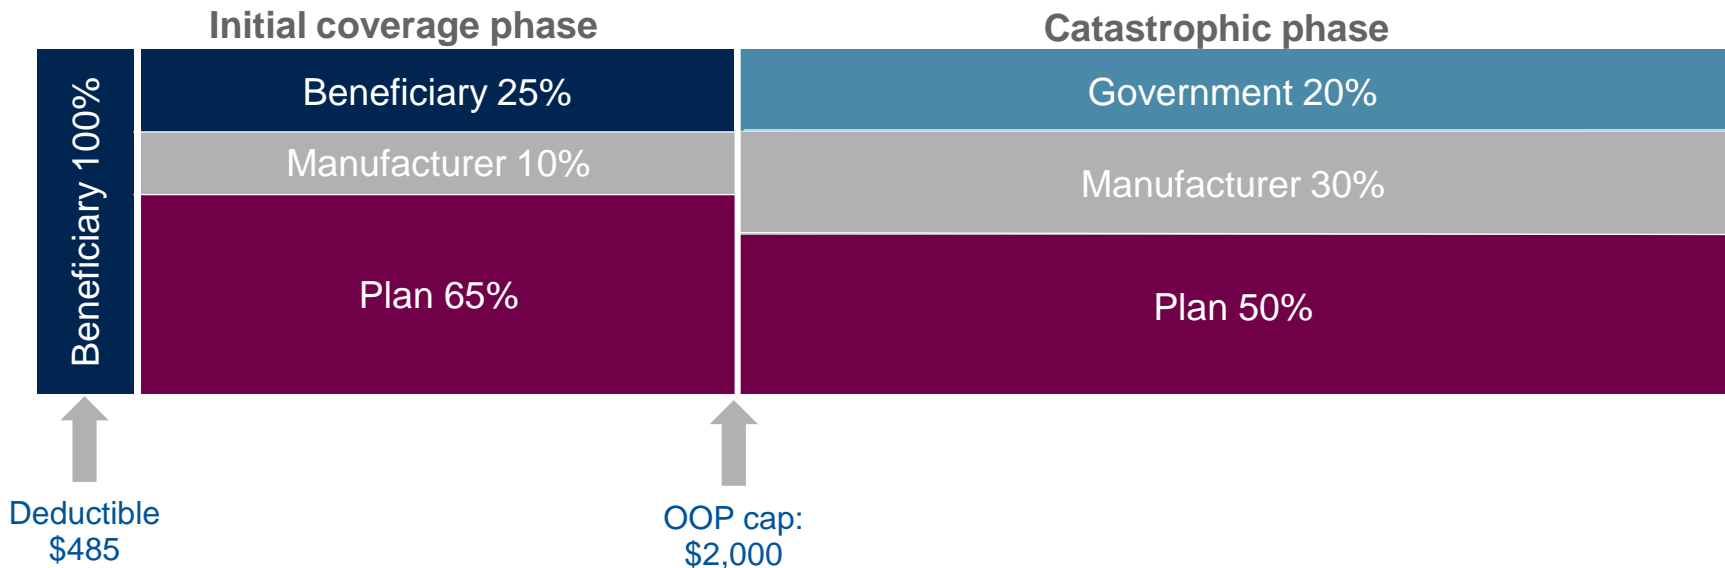 Initial coverage phase
Catastrophic phase
Beneficiary 100%
Beneficiary 25%
Manufacturer 10%
Plan 65%
Government 20%
Manufacturer 30%
Plan 50%
Deductible
$485
OOP cap:
$2,000